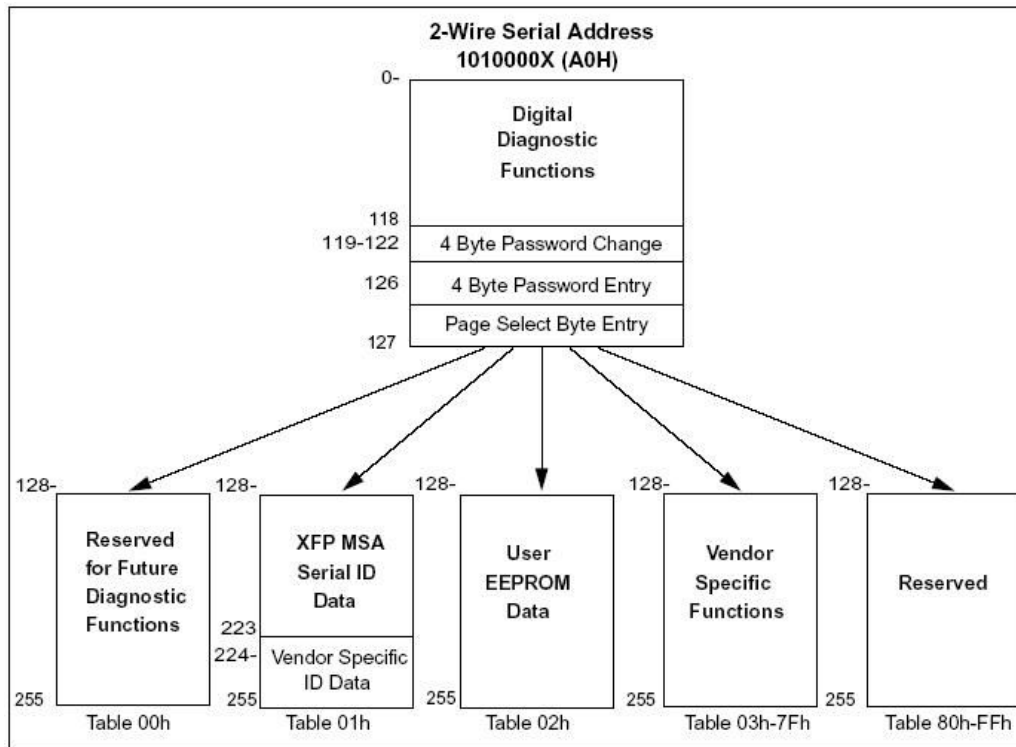 2-Wire Serial Address
1010000X (A0H)
0-
Digital
Diagnostic
Functions
118
119-122
4 Byte Password Change
126
4 Byte Password Entry
Page Select Byte Entry
127
128-
Reserved
for Future
Diagnostic
Functions
255
Table 00h
128-
XFP MSA
Serial ID
Data
223
224-
Vendor Specific
ID Data
255
Table 01h
128-
User
EEPROM
Data
255
Table 02h
128-
Vendor
Specific
Functions
255
Table 03h-7Fh
128-
Reserved
255
Table 80h-FFh